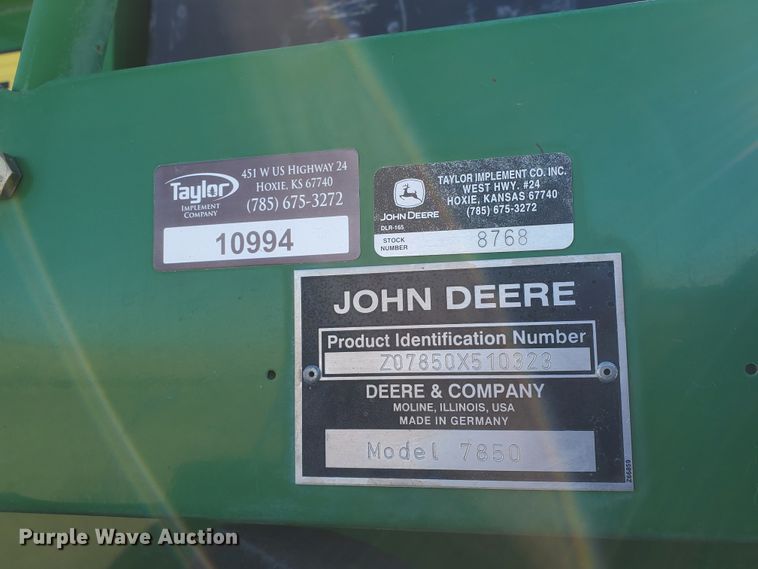 Taylor
IMPLEMENT
COMPANY
451 W US HIGHWAY 24
HOXIE, KS 67740
(785) 675-3272
10994
JOHN DEERE
DLR-165
TAYLOR IMPLEMENT CO. INC.
WEST HWY. #24
HOXIE, KANSAS 67740
(785) 675-3272
STOCK
NUMBER
8768
JOHN DEERE
Product Identification Number
Z07850X510323
DEERE & COMPANY
MOLINE, ILLINOIS, USA
MADE IN GERMANY
Model 7850
Z66859
Purple Wave Auction